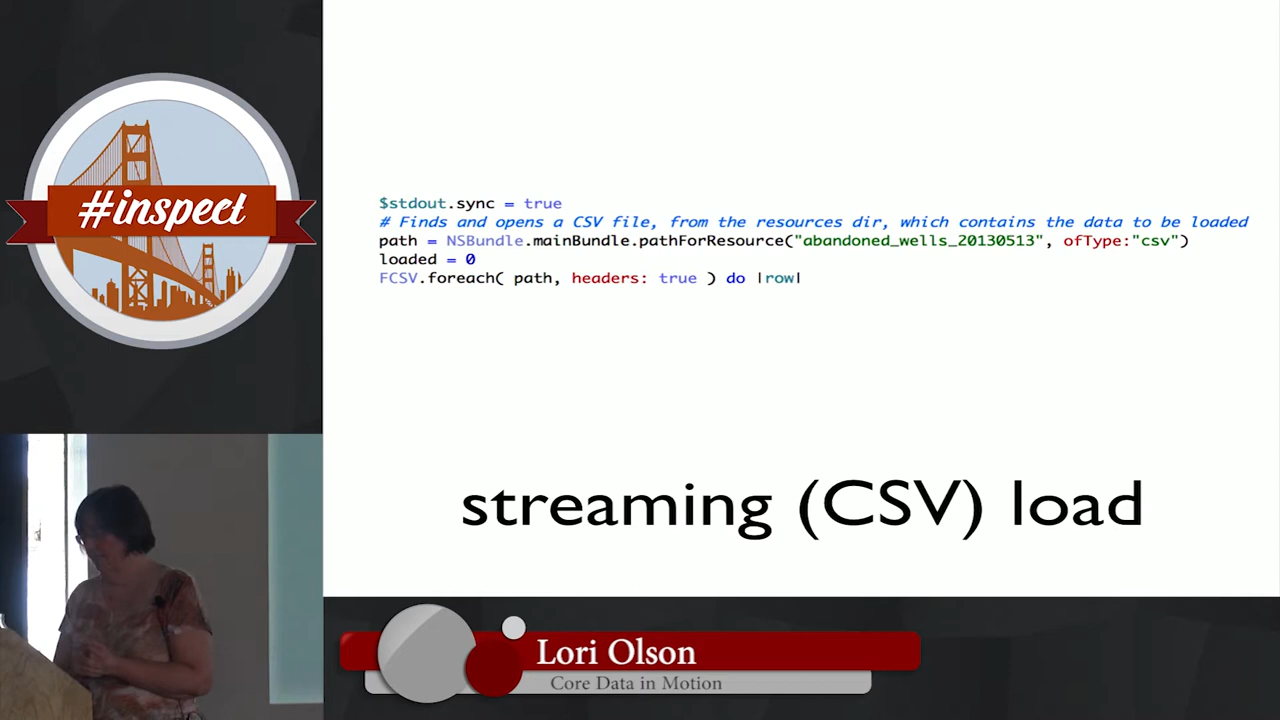 #inspect
$stdout.sync = true
# Finds and opens a CSV file, from the resources dir, which contains the data to be loaded
path = NSBundle.mainBundle.pathForResource("abandoned_wells_20130513", ofType:"csv")
loaded = 0
FCSV.foreach( path, headers: true ) do |row|
streaming (CSV) load
Lori Olson
Core Data in Motion